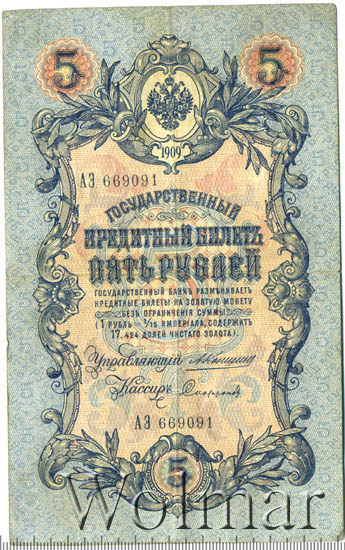 5 5
1909
АЭ 669091
ГОСУДАРСТВЕННЫЙ
КРЕДИТНЫЙ БИЛЕТЪ
ПЯТЬ РУБЛЕЙ
ГОСУДАРСТВЕННЫЙ БАНКЪ РАЗМѢНИВАЕТЪ
КРЕДИТНЫЕ БИЛЕТЫ НА ЗОЛОТУЮ МОНЕТУ
БЕЗЪ ОГРАНИЧЕНІЯ СУММЫ
(1 РУБЛЬ = 1/15 ИМПЕРІАЛА, СОДЕРЖИТЪ
17,424 ДОЛЕЙ ЧИСТАГО ЗОЛОТА).
Управляющій
Кассиръ
АЭ 669091
5
Wolmar